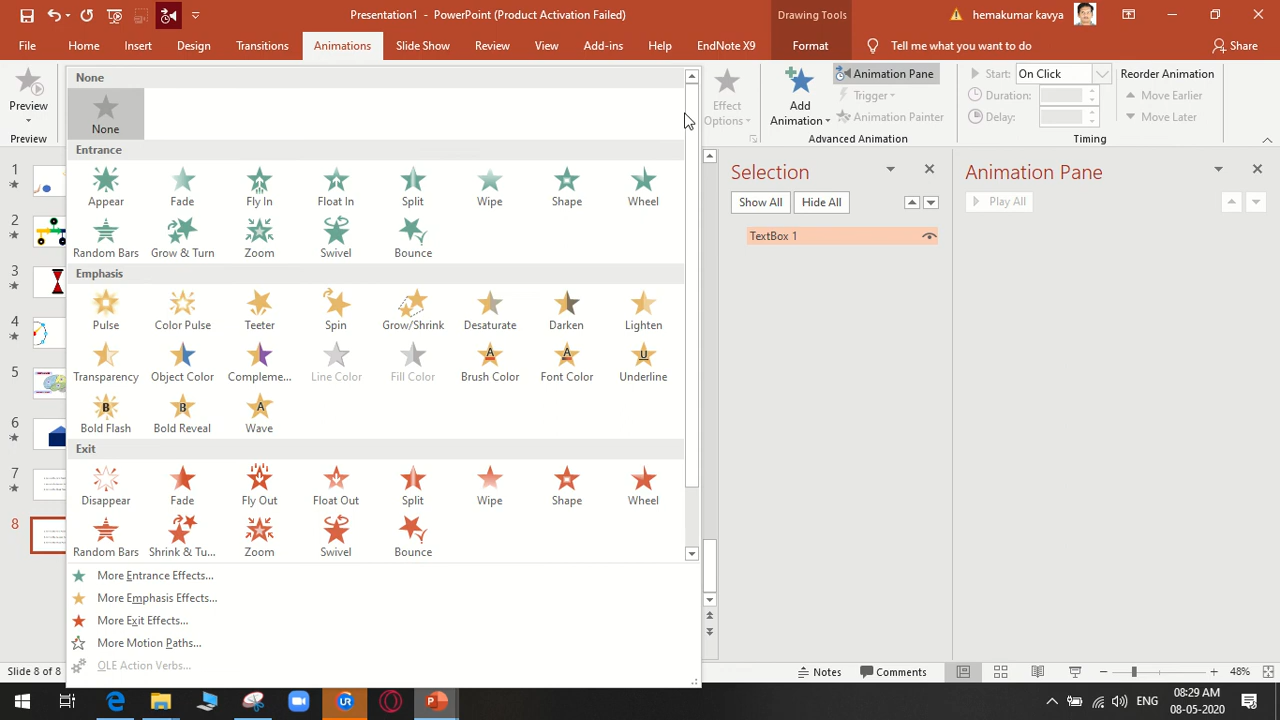 Presentation1 - PowerPoint (Product Activation Failed)
Drawing Tools
hemakumar kavya
File Home Insert Design Transitions Animations Slide Show Review View Add-ins Help EndNote X9 Format Tell me what you want to do Share
Preview
Preview
None
None
Entrance
Appear Fade Fly In Float In Split Wipe Shape Wheel
Random Bars Grow & Turn Zoom Swivel Bounce
Emphasis
Pulse Color Pulse Teeter Spin Grow/Shrink Desaturate Darken Lighten
Transparency Object Color Compleme... Line Color Fill Color Brush Color Font Color Underline
Bold Flash Bold Reveal Wave
Exit
Disappear Fade Fly Out Float Out Split Wipe Shape Wheel
Random Bars Shrink & Tu... Zoom Swivel Bounce
More Entrance Effects...
More Emphasis Effects...
More Exit Effects...
More Motion Paths...
OLE Action Verbs...
Effect
Options
Add
Animation
Animation Pane
Trigger
Animation Painter
Advanced Animation
Start: On Click
Duration:
Delay:
Reorder Animation
Move Earlier
Move Later
Timing
1
2
3
4
5
6
7
8
Selection
Show All Hide All
TextBox 1
Animation Pane
Play All
Slide 8 of 8
Notes Comments 48%
ENG
08:29 AM
08-05-2020